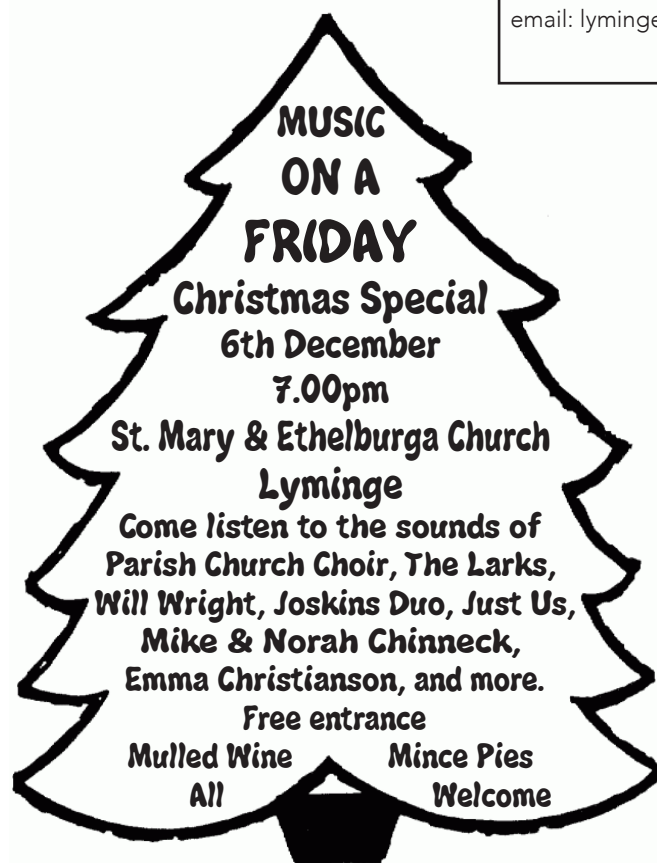 email: lyminge
MUSIC
ON A
FRIDAY
Christmas Special
6th December
7.00pm
St. Mary & Ethelburga Church
Lyminge
Come listen to the sounds of
Parish Church Choir, The Larks,
Will Wright, Joskins Duo, Just Us,
Mike & Norah Chinneck,
Emma Christianson, and more.
Free entrance
Mulled Wine Mince Pies
All Welcome